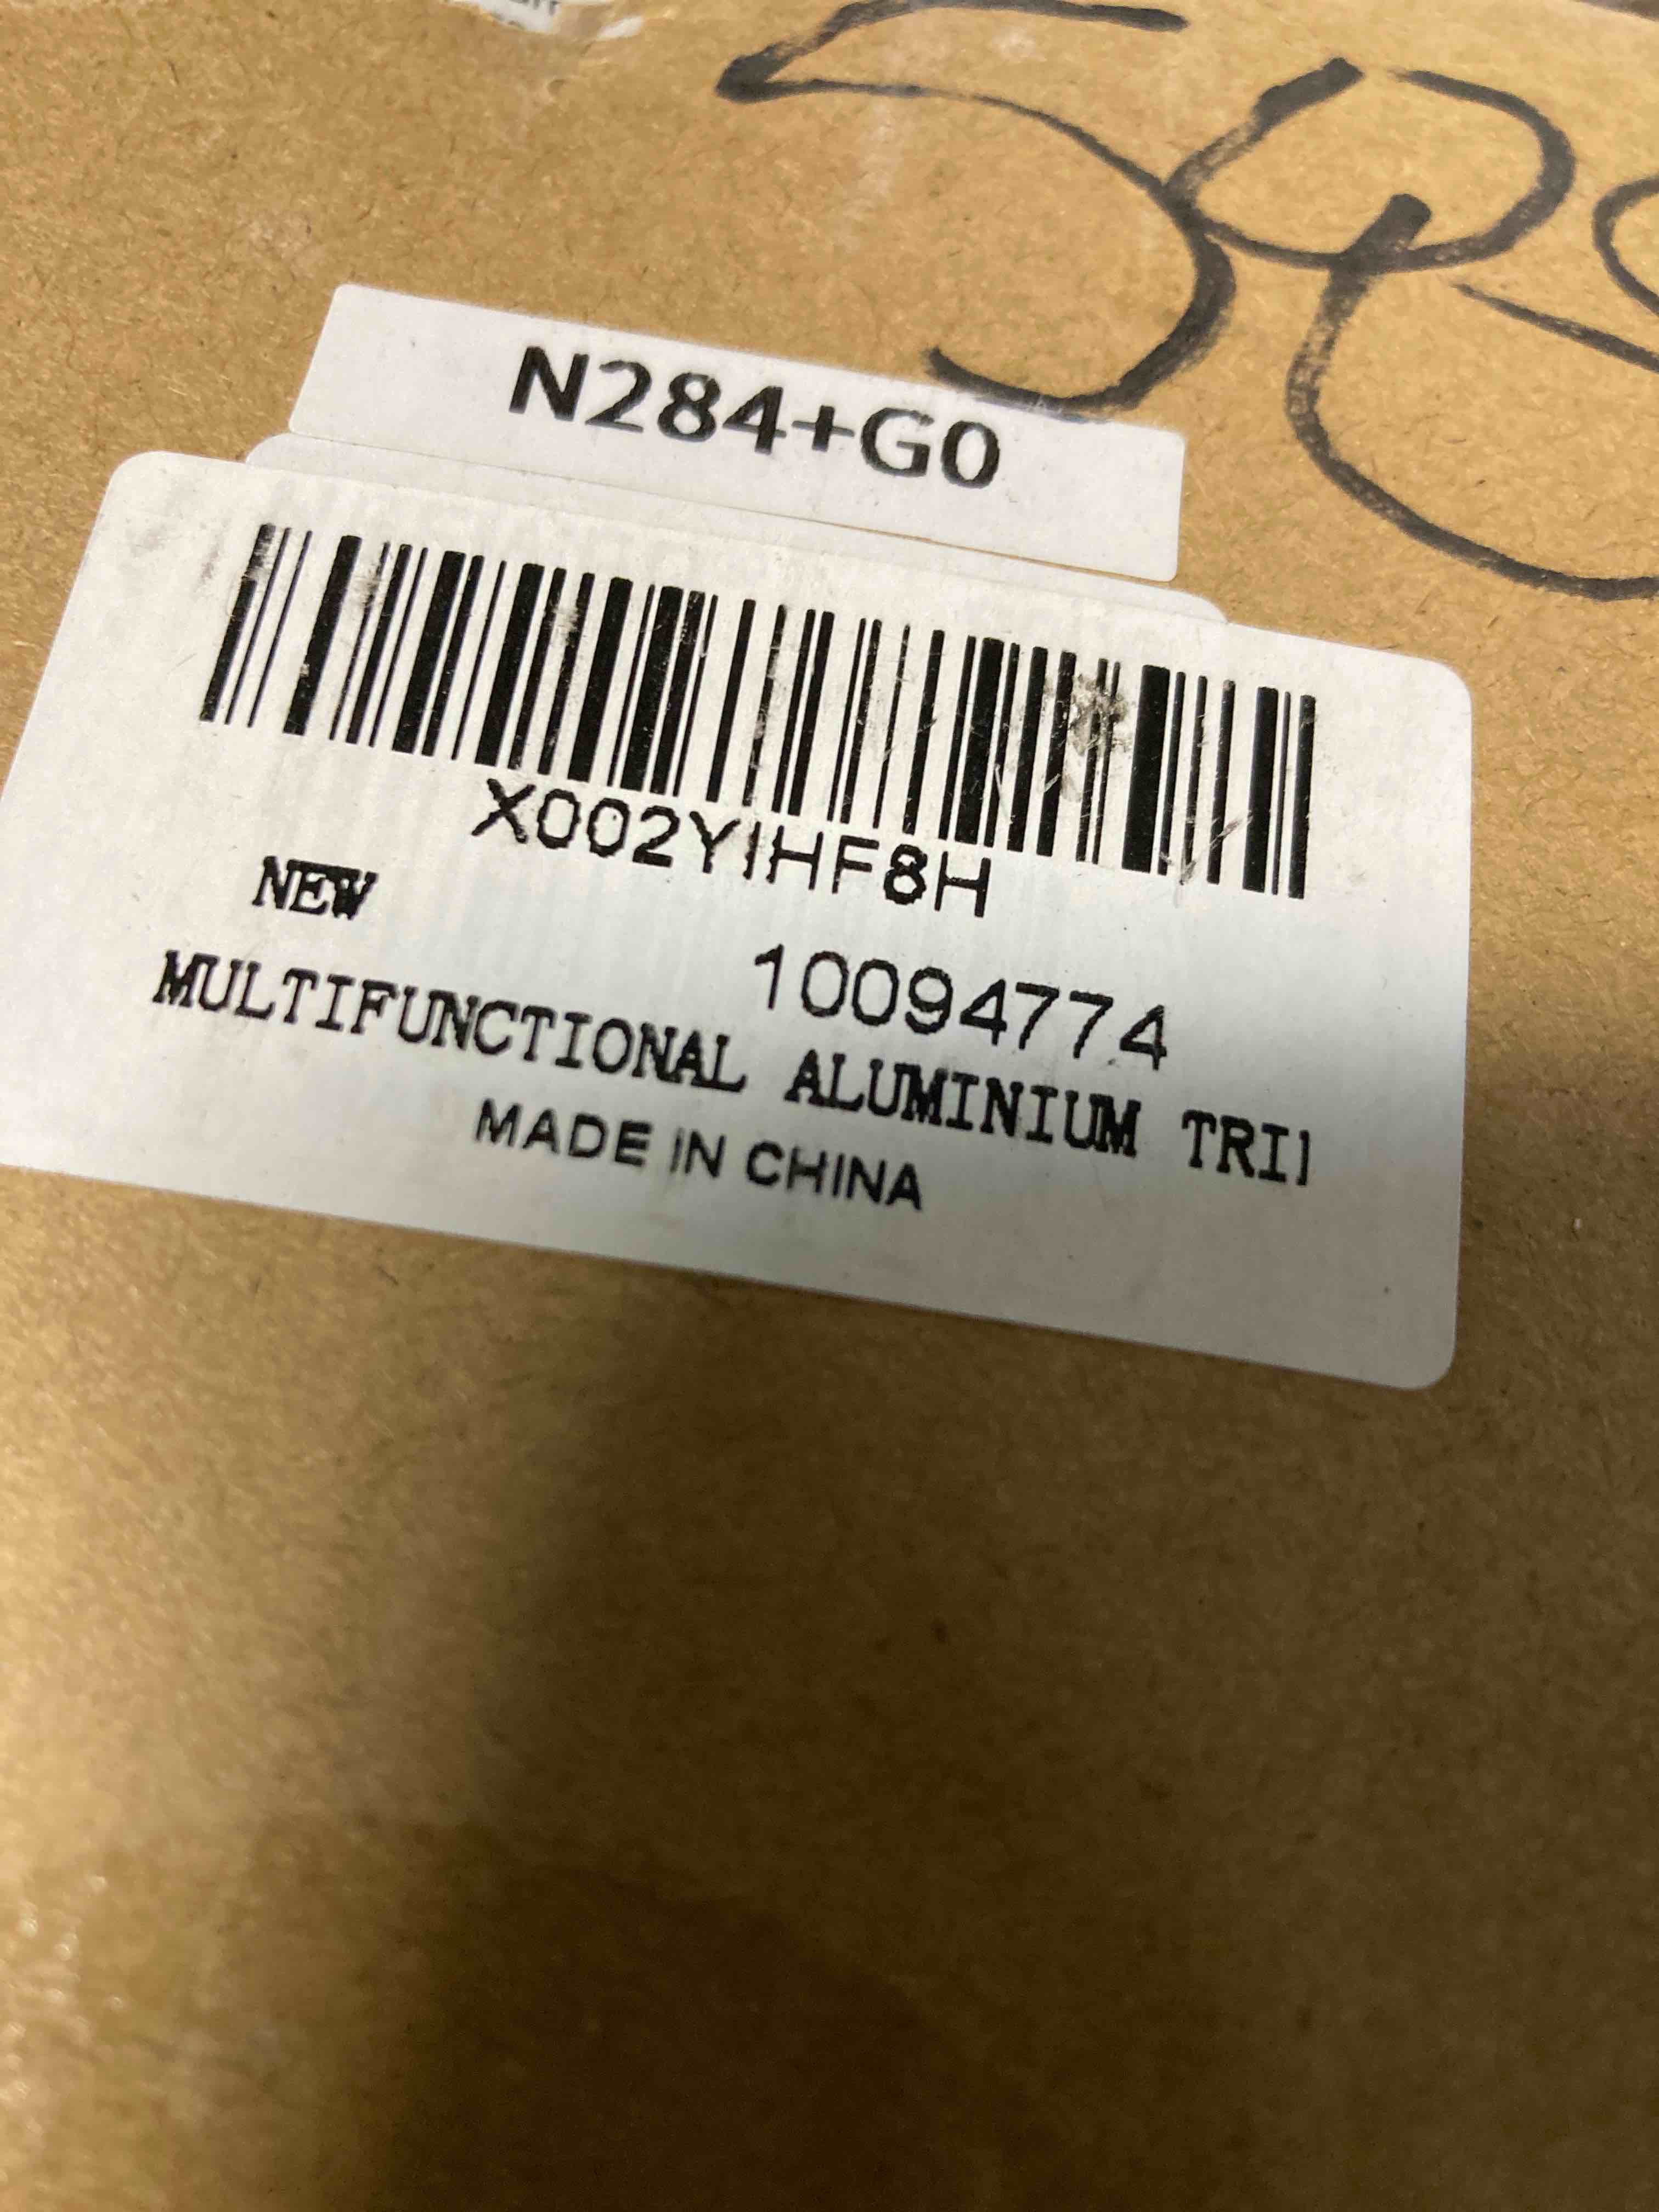 N284+G0
X002YIHF8H
NEW
10094774
MULTIFUNCTIONAL ALUMINIUM TRI
MADE IN CHINA